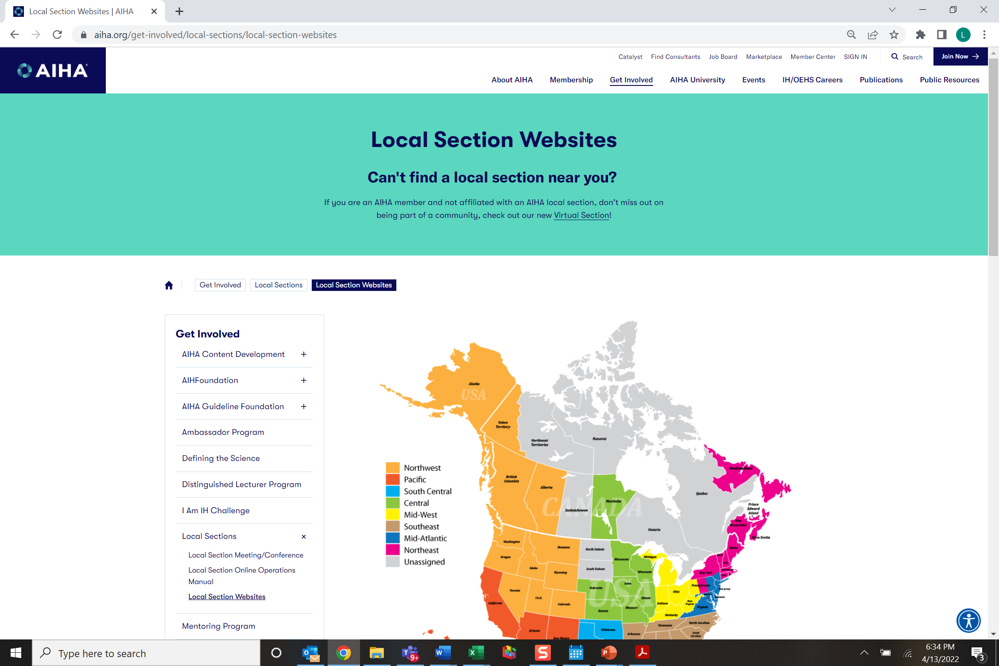 Local Section Websites | AIHA
aiha.org/get-involved/local-sections/local-section-websites
L
AIHA
Catalyst Find Consultants Job Board Marketplace Member Center SIGN IN Search Join Now
About AIHA Membership Get Involved AIHA University Events IH/OEHS Careers Publications Public Resources
Local Section Websites
Can't find a local section near you?
If you are an AIHA member and not affiliated with an AIHA local section, don't miss out on
being part of a community, check out our new Virtual Section!
Get Involved Local Sections Local Section Websites
Get Involved
AIHA Content Development
AIHFoundation
AIHA Guideline Foundation
Ambassador Program
Defining the Science
Distinguished Lecturer Program
I Am IH Challenge
Local Sections
Local Section Meeting/Conference
Local Section Online Operations
Manual
Local Section Websites
Mentoring Program
Northwest
Pacific
South Central
Central
Mid-West
Southeast
Mid-Atlantic
Northeast
Unassigned
Alaska
USA
Yukon
Territory
Northwest
Territories
Nunavut
British
Columbia
Alberta
CANADA
Saskatchewan
Manitoba
Ontario
Quebec
Newfoundland
Prince
Edward
Island
New
Brunswick
Nova Scotia
Maine
Washington
Oregon
Montana
Idaho
Wyoming
North Dakota
South Dakota
Minnesota
Wisconsin
Michigan
New York
Nebraska
Iowa
USA
Illinois
Indiana
Ohio
Pennsylvania
New Jersey
Delaware
West
Virginia
Virginia
Nevada
Utah
Colorado
California
Kansas
Missouri
Kentucky
Arizona
New Mexico
Oklahoma
Arkansas
Tennessee
North Carolina
South
Carolina
Type here to search
9+
6:34 PM
4/13/2022
3